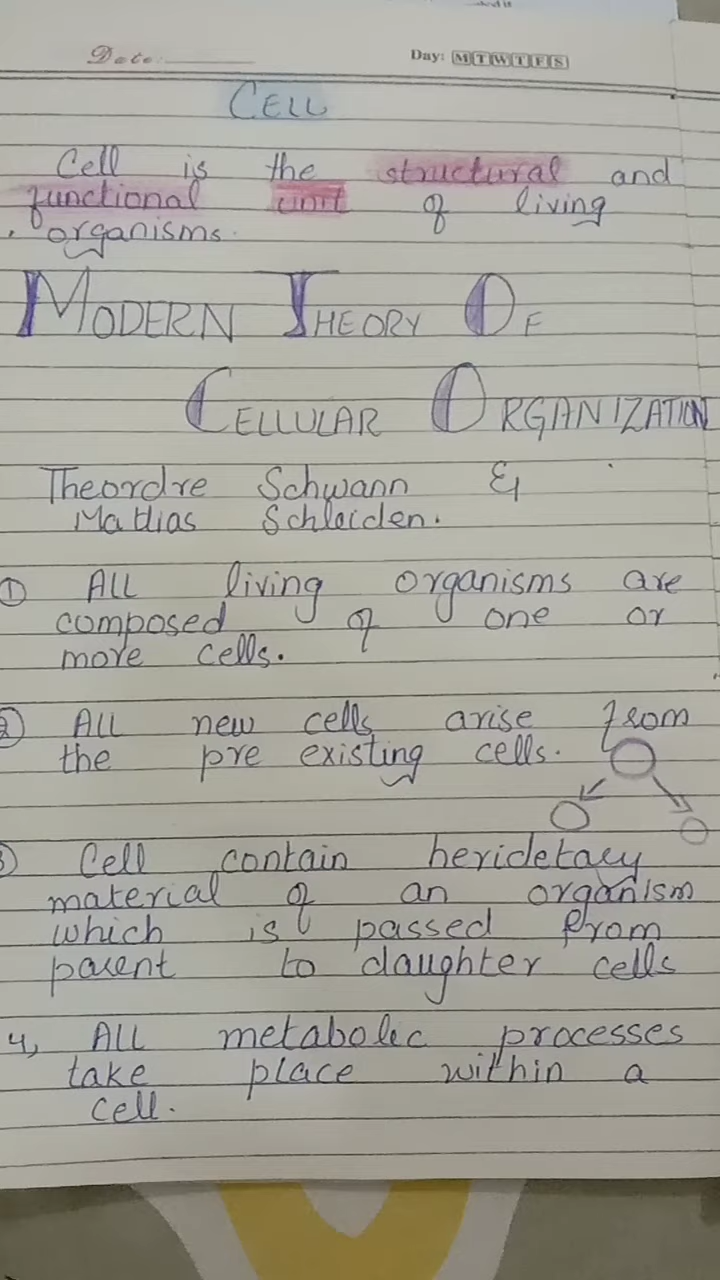 Date:
Day: M T W T F S
CELL
Cell is the structural and
functional unit of living
organisms.
MODERN THEORY OF
CELLULAR ORGANIZATION
Theordre Schwann &
Mattias Schleiden.
① All living organisms are
composed of one or
more cells.
② All new cells arise from
the pre existing cells.
③ Cell contain heridetary
material of an organism
which is passed from
parent to daughter cells
4, All metabolic processes
take place within a
cell.